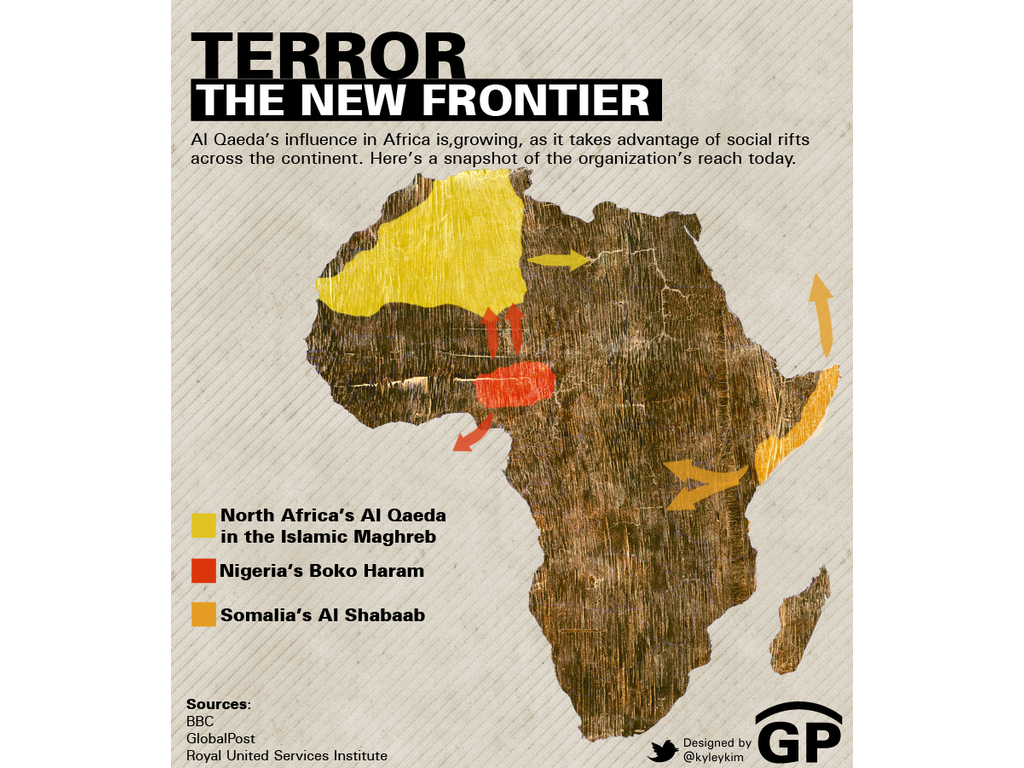 TERROR
THE NEW FRONTIER
Al Qaeda's influence in Africa is,growing, as it takes advantage of social rifts
across the continent. Here's a snapshot of the organization's reach today.
North Africa's Al Qaeda
in the Islamic Maghreb
Nigeria's Boko Haram
Somalia's Al Shabaab
Sources:
BBC
GlobalPost
Royal United Services Institute
Designed by
@kyleykim
GP